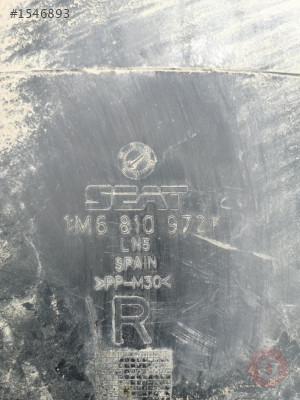 #1546893
SEAT
1M6 810 972
LN5
SPAIN
>PP-M30<
R